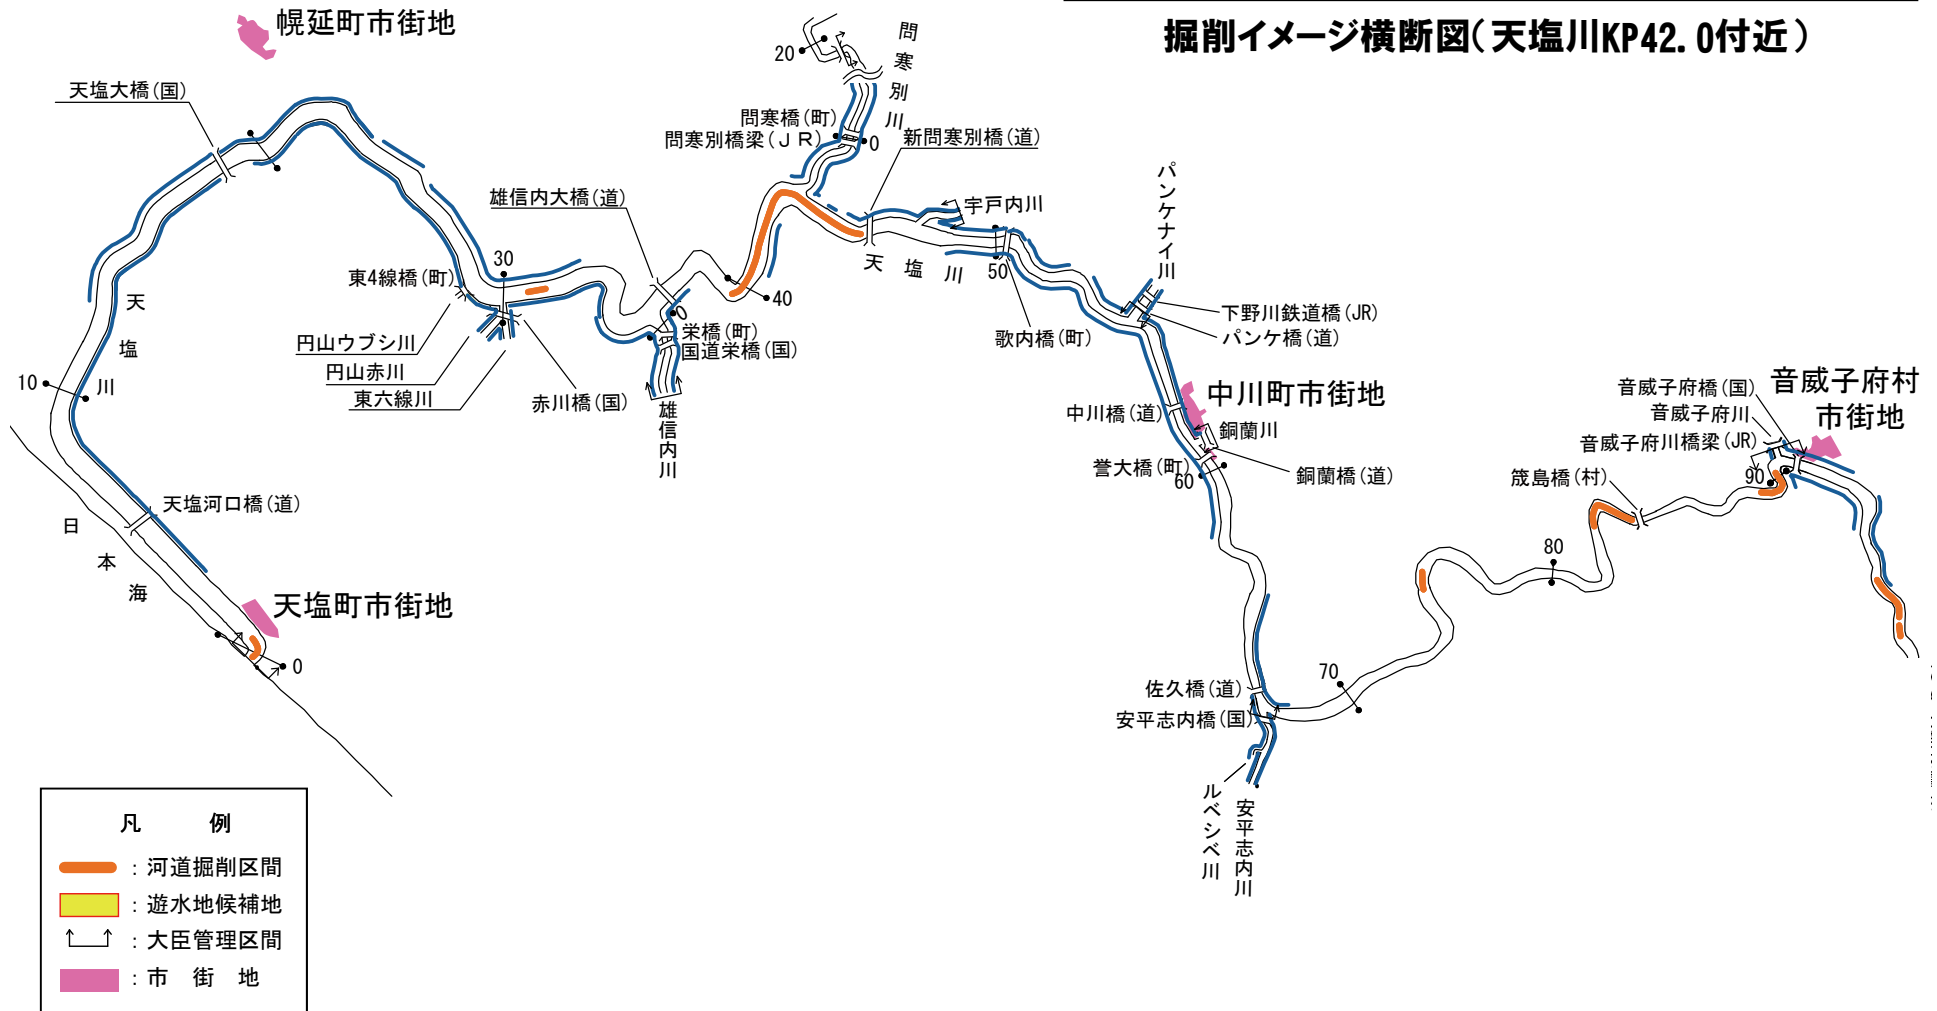 掘削イメージ横断図(天塩川KP42.0付近)
幌延町市街地
天塩大橋(国)
20
問寒別川
問寒橋(町)
問寒別橋梁(JR)
0
新問寒別橋(道)
雄信内大橋(道)
宇戸内川
パンケナイ川
天塩川
50
30
東4線橋(町)
40
下野川鉄道橋(JR)
パンケ橋(道)
歌内橋(町)
0
栄橋(町)
国道栄橋(国)
円山ウブシ川
円山赤川
東六線川
赤川橋(国)
雄信内川
天塩川
10
中川町市街地
中川橋(道)
銅蘭川
誉大橋(町)
60
銅蘭橋(道)
音威子府橋(国)
音威子府村
市街地
音威子府川
音威子府川橋梁(JR)
90
筬島橋(村)
80
天塩河口橋(道)
日本海
天塩町市街地
0
70
佐久橋(道)
安平志内橋(国)
ルベシベ川
安平志内川
凡 例
:河道掘削区間
:遊水地候補地
:大臣管理区間
:市 街 地